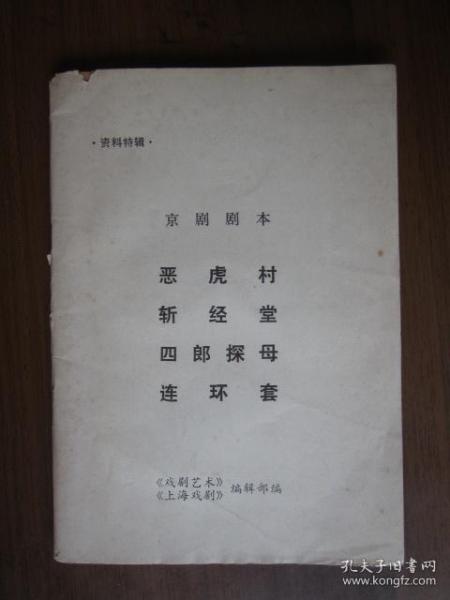 ·资料特辑·
京剧剧本
恶虎村
斩经堂
四郎探母
连环套
《戏剧艺术》
《上海戏剧》 编辑部编
孔夫子旧书网
www.kongfz.com